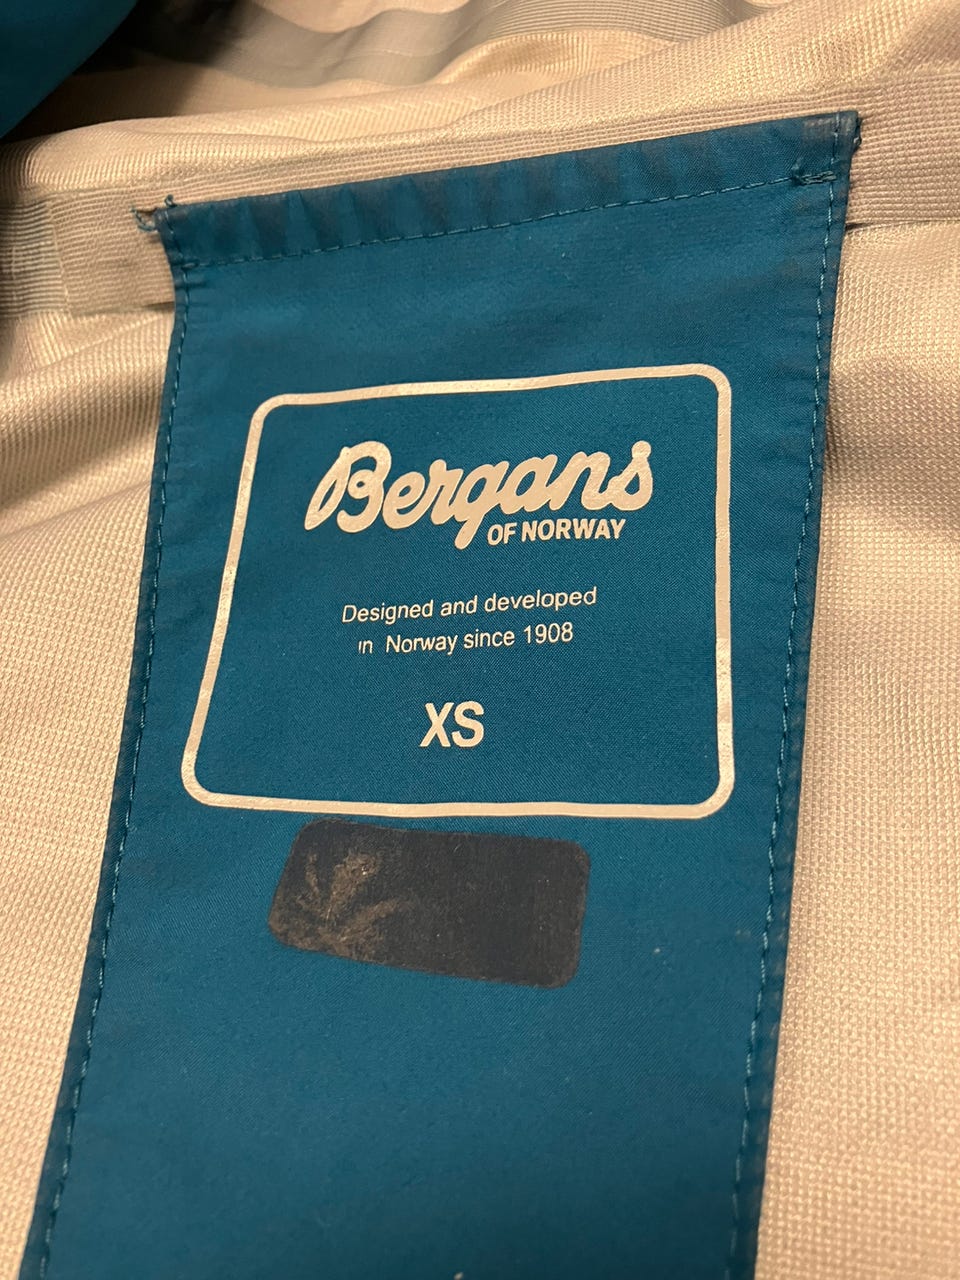 Bergans
OF NORWAY
Designed and developed
in Norway since 1908
XS